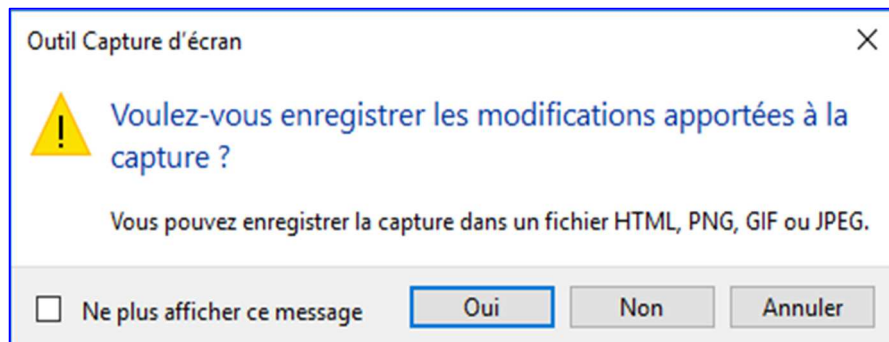 Outil Capture d'écran
Voulez-vous enregistrer les modifications apportées à la
capture ?
Vous pouvez enregistrer la capture dans un fichier HTML, PNG, GIF ou JPEG.
Ne plus afficher ce message
Oui
Non
Annuler